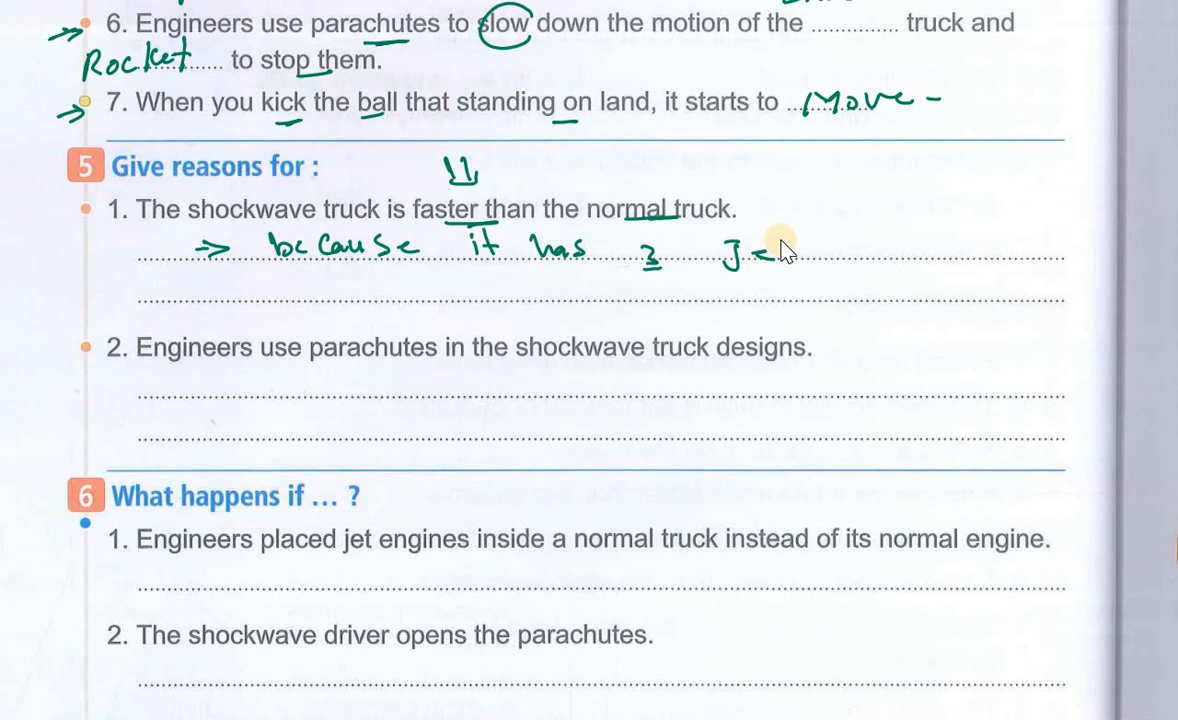 6. Engineers use parachutes to slow down the motion of the .............. truck and
Rocket ...... to stop them.
7. When you kick the ball that standing on land, it starts to ... Move -
5 Give reasons for :
1. The shockwave truck is faster than the normal truck.
⇒ because it has 3 Je
2. Engineers use parachutes in the shockwave truck designs.
6 What happens if ... ?
1. Engineers placed jet engines inside a normal truck instead of its normal engine.
2. The shockwave driver opens the parachutes.